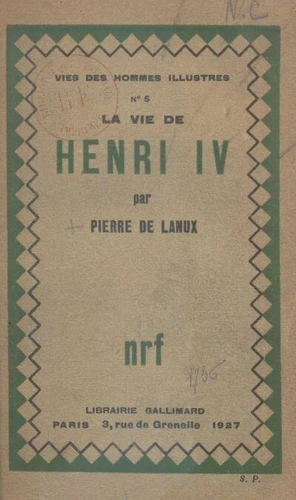 N.C
VIES DES HOMMES ILLUSTRES
N° 5
LA VIE DE
HENRI IV
par
PIERRE DE LANUX
nrf
LIBRAIRIE GALLIMARD
PARIS 3, rue de Grenelle 1927
S. P.